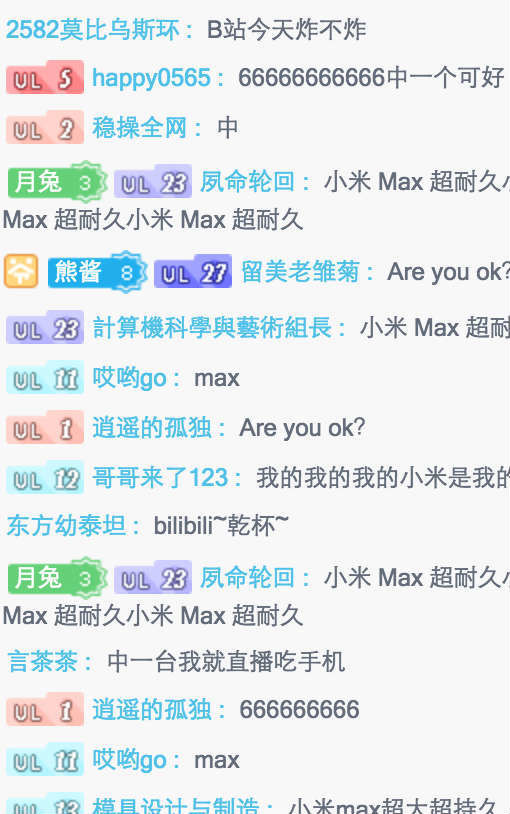 2582莫比乌斯环： B站今天炸不炸
UL 5 happy0565： 66666666666中一个可好
UL 2 稳操全网： 中
月兔 3 UL 23 夙命轮回： 小米 Max 超耐久小
Max 超耐久小米 Max 超耐久
熊酱 8 UL 27 留美老雏菊： Are you ok?
UL 23 計算機科學與藝術組長： 小米 Max 超耐
UL 11 哎哟go： max
UL 1 逍遥的孤独： Are you ok?
UL 12 哥哥来了123： 我的我的我的小米是我的
东方幼泰坦： bilibili~乾杯~
月兔 3 UL 23 夙命轮回： 小米 Max 超耐久小
Max 超耐久小米 Max 超耐久
言茶茶： 中一台我就直播吃手机
UL 1 逍遥的孤独： 666666666
UL 11 哎哟go： max
UL 13 模具设计与制造： 小米max超大超持久